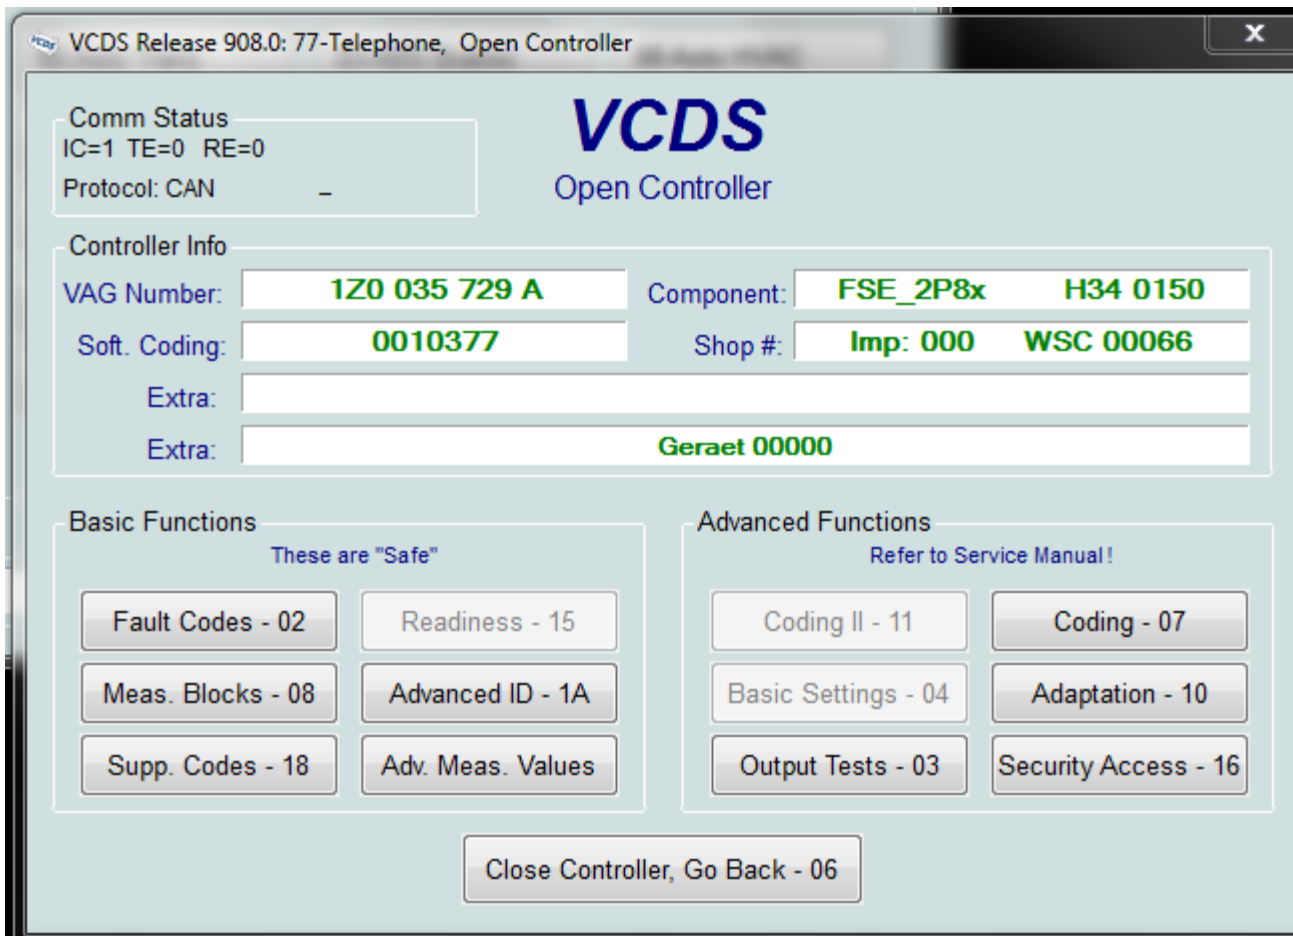 VCDS Release 908.0: 77-Telephone, Open Controller
x
Comm Status
IC=1 TE=0 RE=0
Protocol: CAN –
VCDS
Open Controller
Controller Info
VAG Number: 1Z0 035 729 A Component: FSE_2P8x H34 0150
Soft. Coding: 0010377 Shop #: Imp: 000 WSC 00066
Extra:
Extra: Geraet 00000
Basic Functions
These are "Safe"
Fault Codes - 02 Readiness - 15
Meas. Blocks - 08 Advanced ID - 1A
Supp. Codes - 18 Adv. Meas. Values
Advanced Functions
Refer to Service Manual!
Coding II - 11 Coding - 07
Basic Settings - 04 Adaptation - 10
Output Tests - 03 Security Access - 16
Close Controller, Go Back - 06